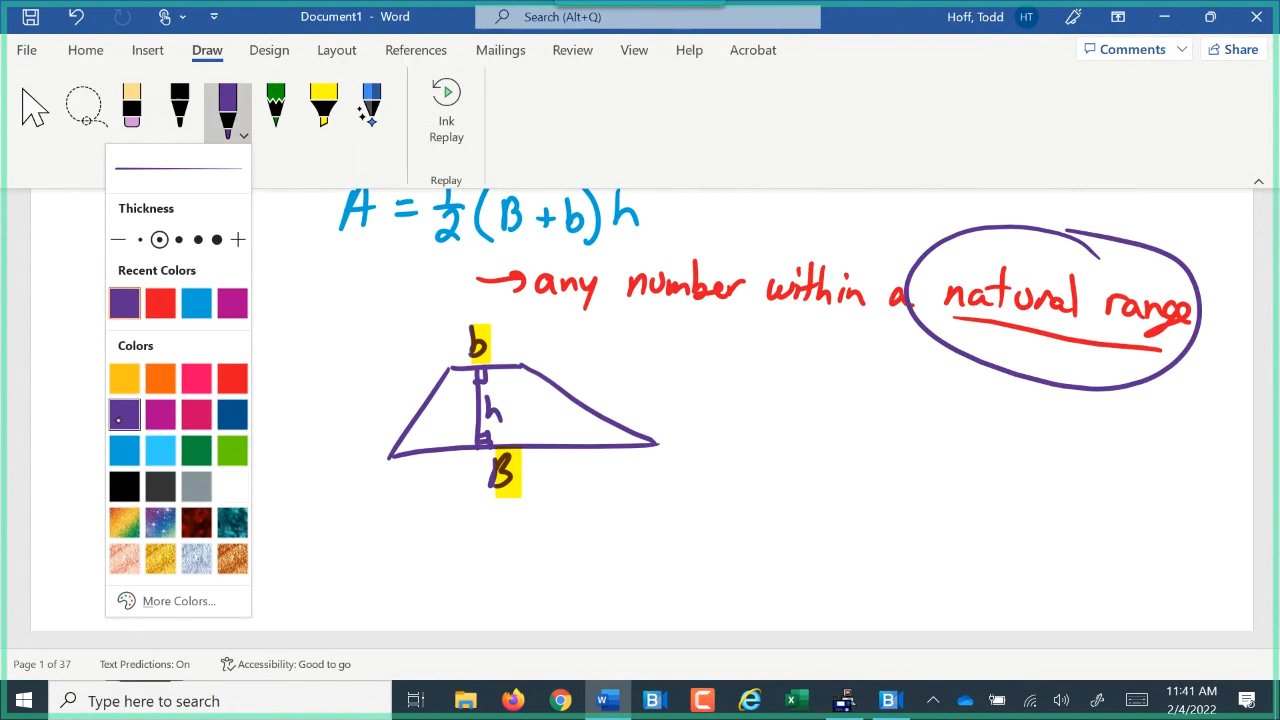 Document1 - Word
Search (Alt+Q)
Hoff, Todd
HT
File
Home
Insert
Draw
Design
Layout
References
Mailings
Review
View
Help
Acrobat
Comments
Share
Ink
Replay
Replay
Thickness
Recent Colors
Colors
More Colors...
A = 1/2 (B + b) h
→ any number within a natural range
b
h
B
Page 1 of 37
Text Predictions: On
Accessibility: Good to go
Type here to search
11:41 AM
2/4/2022